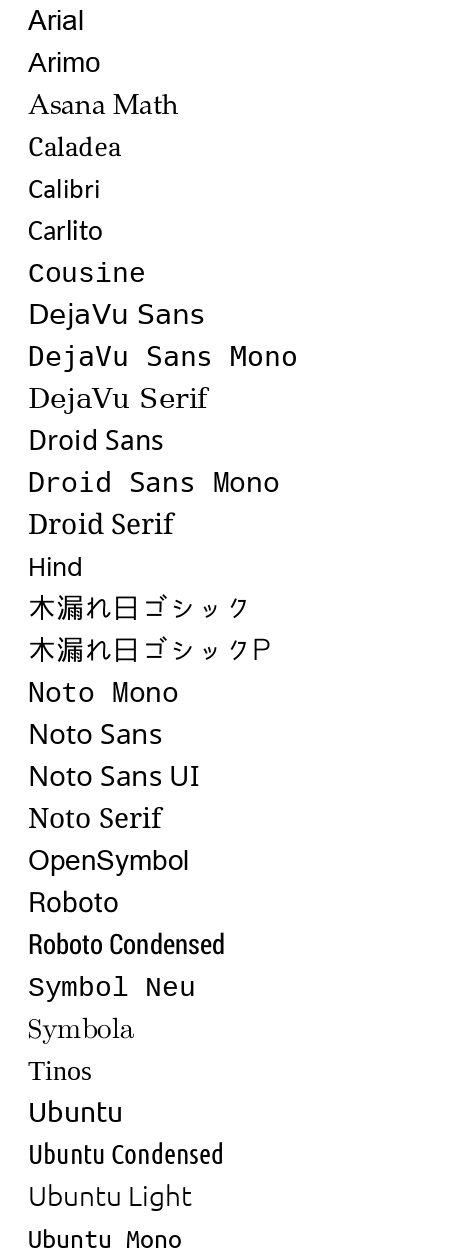 Arial
Arimo
Asana Math
Caladea
Calibri
Carlito
Cousine
DejaVu Sans
DejaVu Sans Mono
DejaVu Serif
Droid Sans
Droid Sans Mono
Droid Serif
Hind
木漏れ日ゴシック
木漏れ日ゴシックP
Noto Mono
Noto Sans
Noto Sans UI
Noto Serif
OpenSymbol
Roboto
Roboto Condensed
Symbol Neu
Symbola
Tinos
Ubuntu
Ubuntu Condensed
Ubuntu Light
Ubuntu Mono